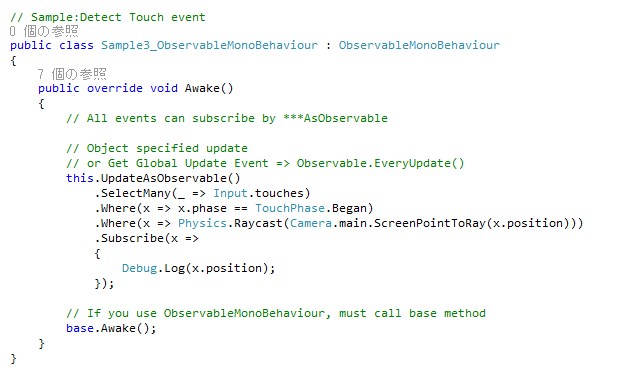 // Sample:Detect Touch event
0 個の参照
public class Sample3_ObservableMonoBehaviour : ObservableMonoBehaviour
{
7 個の参照
public override void Awake()
{
// All events can subscribe by ***AsObservable
// Object specified update
// or Get Global Update Event => Observable.EveryUpdate()
this.UpdateAsObservable()
.SelectMany(_ => Input.touches)
.Where(x => x.phase == TouchPhase.Began)
.Where(x => Physics.Raycast(Camera.main.ScreenPointToRay(x.position)))
.Subscribe(x =>
{
Debug.Log(x.position);
});
// If you use ObservableMonoBehaviour, must call base method
base.Awake();
}
}